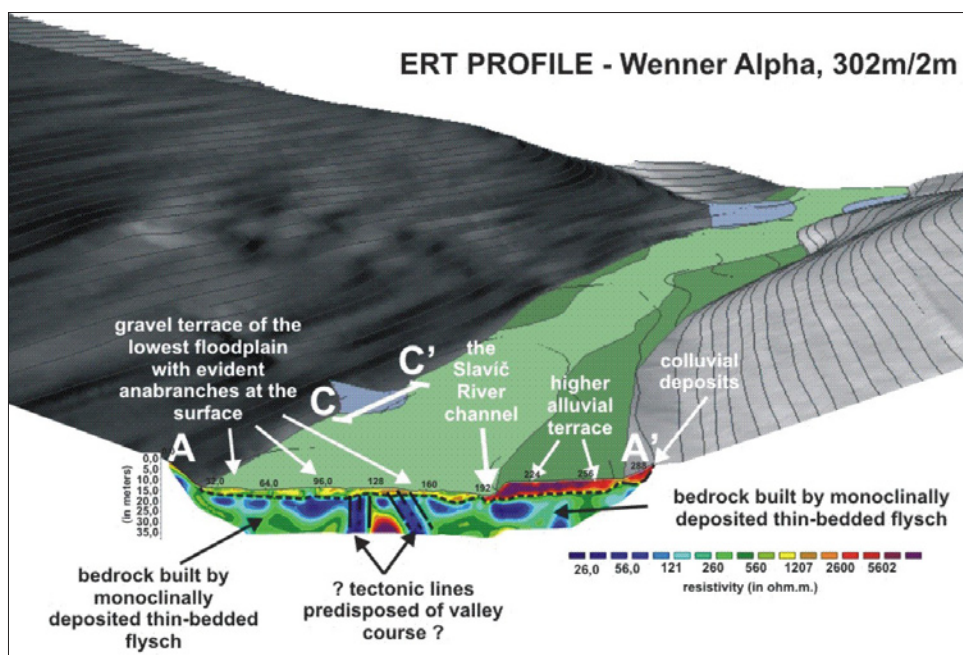 ERT PROFILE - Wenner Alpha, 302m/2m
gravel terrace of the
lowest floodplain
with evident
anabranches at the
surface
C
C'
the
Slavíč
River
channel
higher
alluvial
terrace
colluvial
deposits
A
A'
0,0
5,0
10,0
15,0
20,0
25,0
30,0
35,0
(in meters)
32.0
64.0
96.0
128
160
192
224
256
288
bedrock built by monoclinally
deposited thin-bedded flysch
bedrock built by
monoclinally
deposited thin-bedded
flysch
? tectonic lines
predisposed of valley
course ?
26,0 56,0 121 260 560 1207 2600 5602
resistivity (in ohm.m.)